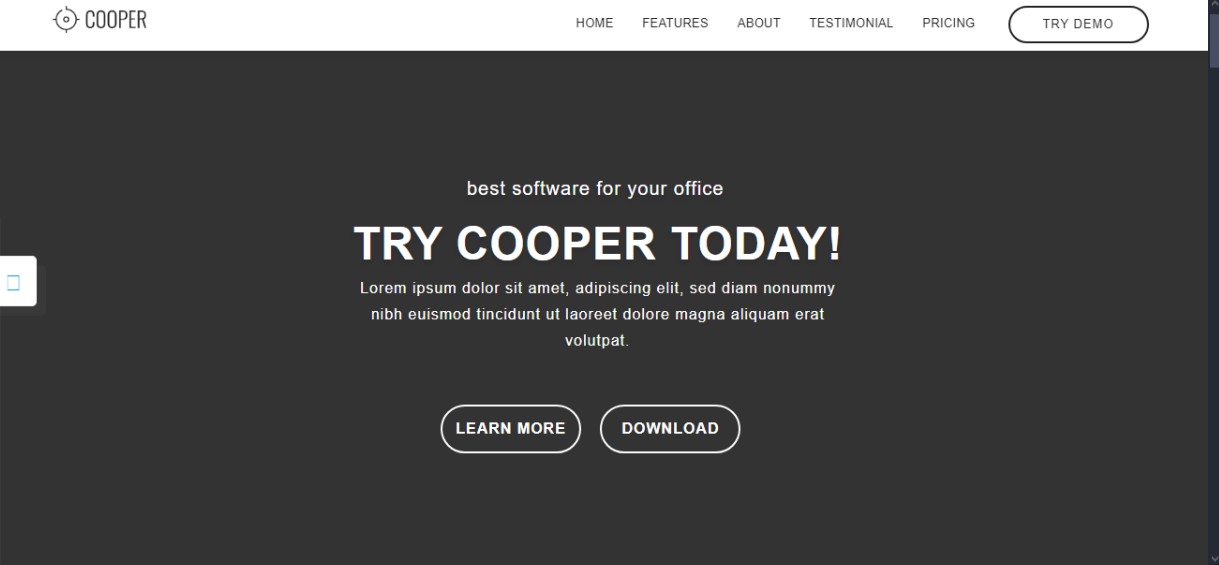 COOPER
HOME FEATURES ABOUT TESTIMONIAL PRICING TRY DEMO
best software for your office
TRY COOPER TODAY!
Lorem ipsum dolor sit amet, adipiscing elit, sed diam nonummy
nibh euismod tincidunt ut laoreet dolore magna aliquam erat
volutpat.
LEARN MORE DOWNLOAD